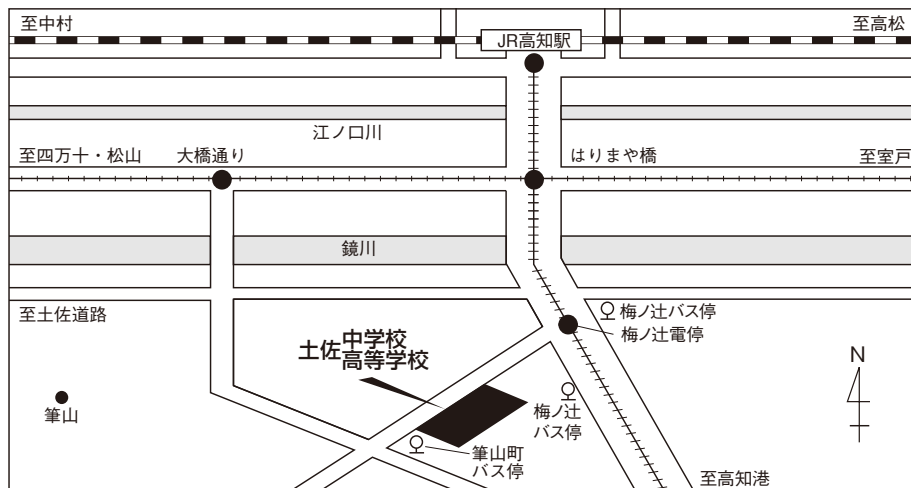 至中村
JR高知駅
至高松
江ノ口川
至四万十・松山
大橋通り
はりまや橋
至室戸
鏡川
至土佐道路
梅ノ辻バス停
梅ノ辻電停
土佐中学校
高等学校
N
筆山
梅ノ辻
バス停
筆山町
バス停
至高知港